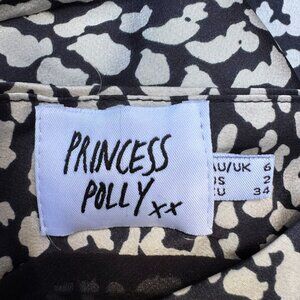 PRINCESS
POLLY xx
AU/UK 6
US 2
EU 34